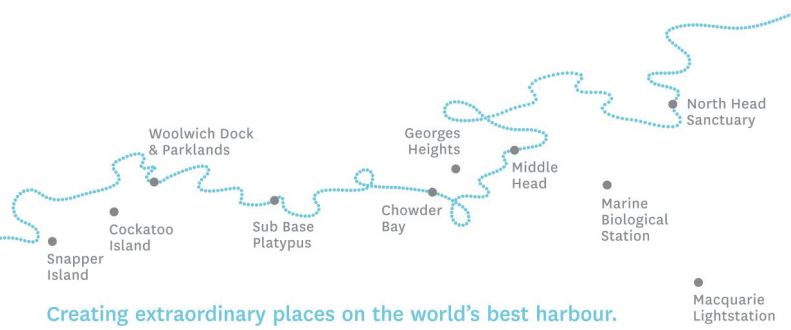 Woolwich Dock
& Parklands
Georges
Heights
North Head
Sanctuary
Middle
Head
Cockatoo
Island
Sub Base
Platypus
Chowder
Bay
Marine
Biological
Station
Snapper
Island
Macquarie
Lightstation
Creating extraordinary places on the world’s best harbour.